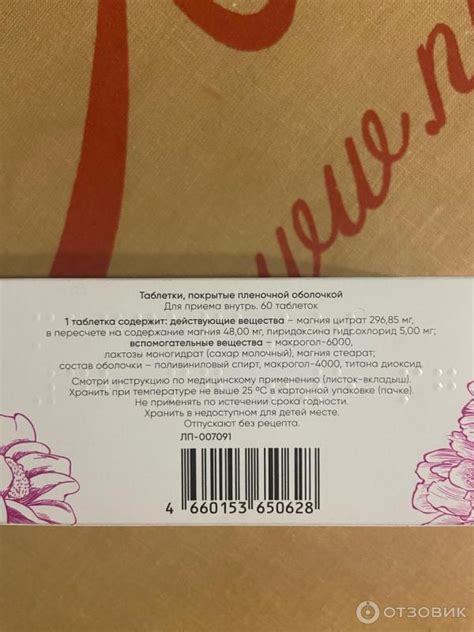 Таблетки, покрытые пленочной оболочкой
Для приема внутрь. 60 таблеток
1 таблетка содержит: действующие вещества – магния цитрат 296,85 мг,
в пересчете на содержание магния 48,00 мг, пиридоксина гидрохлорид 5,00 мг;
вспомогательные вещества – макрогол-6000,
лактозы моногидрат (сахар молочный), магния стеарат;
состав оболочки – поливиниловый спирт, макрогол-4000, титана диоксид
Смотри инструкцию по медицинскому применению (листок-вкладыш).
Хранить при температуре не выше 25 °С в картонной упаковке (пачке).
Не применять по истечении срока годности.
Хранить в недоступном для детей месте.
Отпускают без рецепта.
ЛП-007091
4 660153 650628
ОТЗОВИК